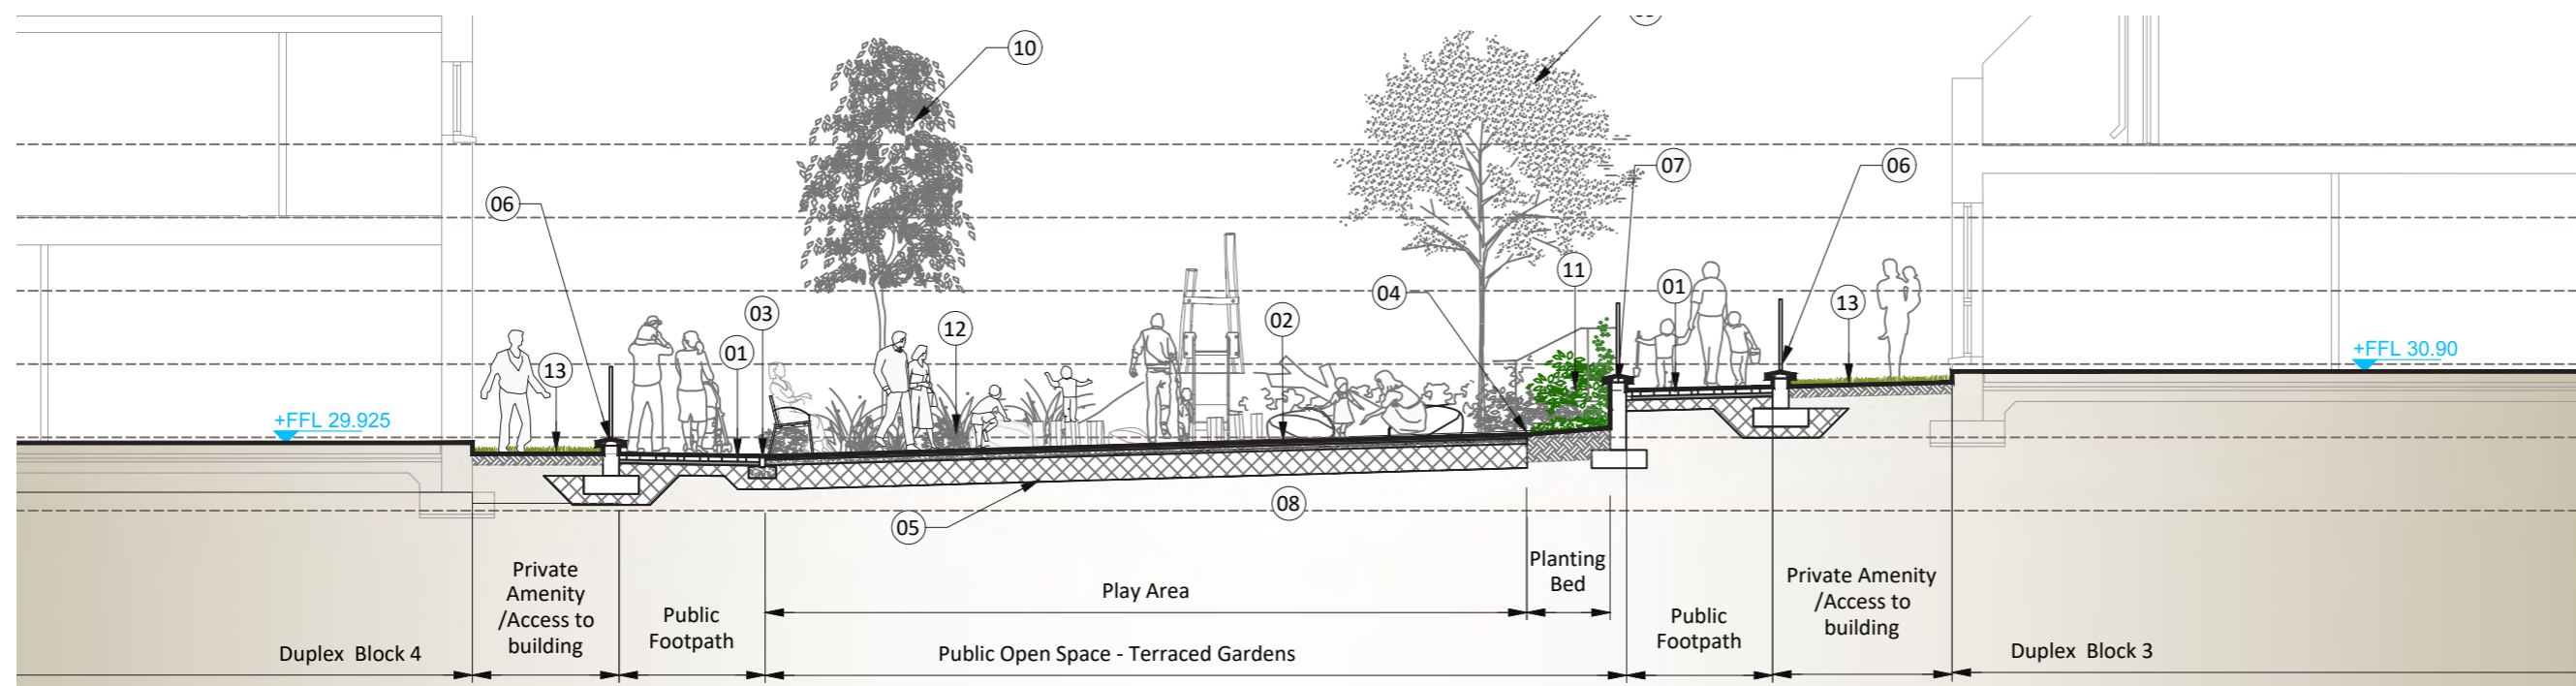 10
07
06
06
11
04
01
13
03
02
12
01
13
+FFL 30.90
+FFL 29.925
08
05
Planting
Bed
Private
Amenity
/Access to
building
Play Area
Private Amenity
/Access to
building
Public
Footpath
Public
Footpath
Duplex Block 4
Public Open Space - Terraced Gardens
Duplex Block 3